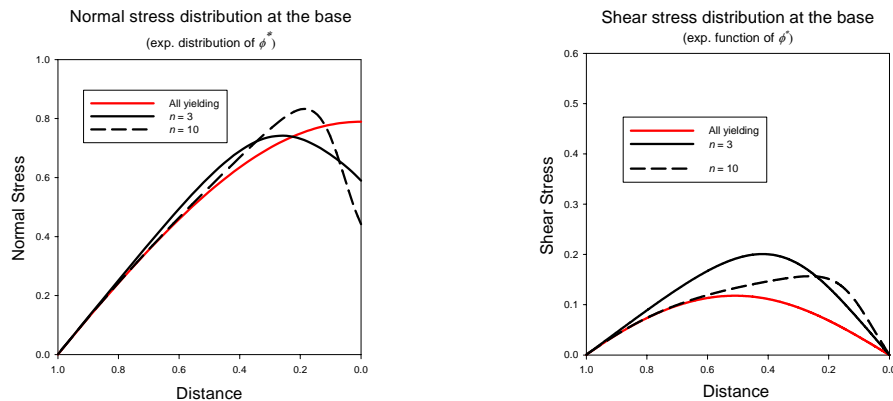 Normal stress distribution at the base
(exp. distribution of ϕ*)
1.0
0.8
0.6
0.4
0.2
0.0
Normal Stress
All yielding
n = 3
n = 10
1.0 0.8 0.6 0.4 0.2 0.0
Distance
Shear stress distribution at the base
(exp. function of ϕ*)
0.6
0.5
0.4
0.3
0.2
0.1
0.0
Shear Stress
All yielding
n = 3
n = 10
1.0 0.8 0.6 0.4 0.2 0.0
Distance